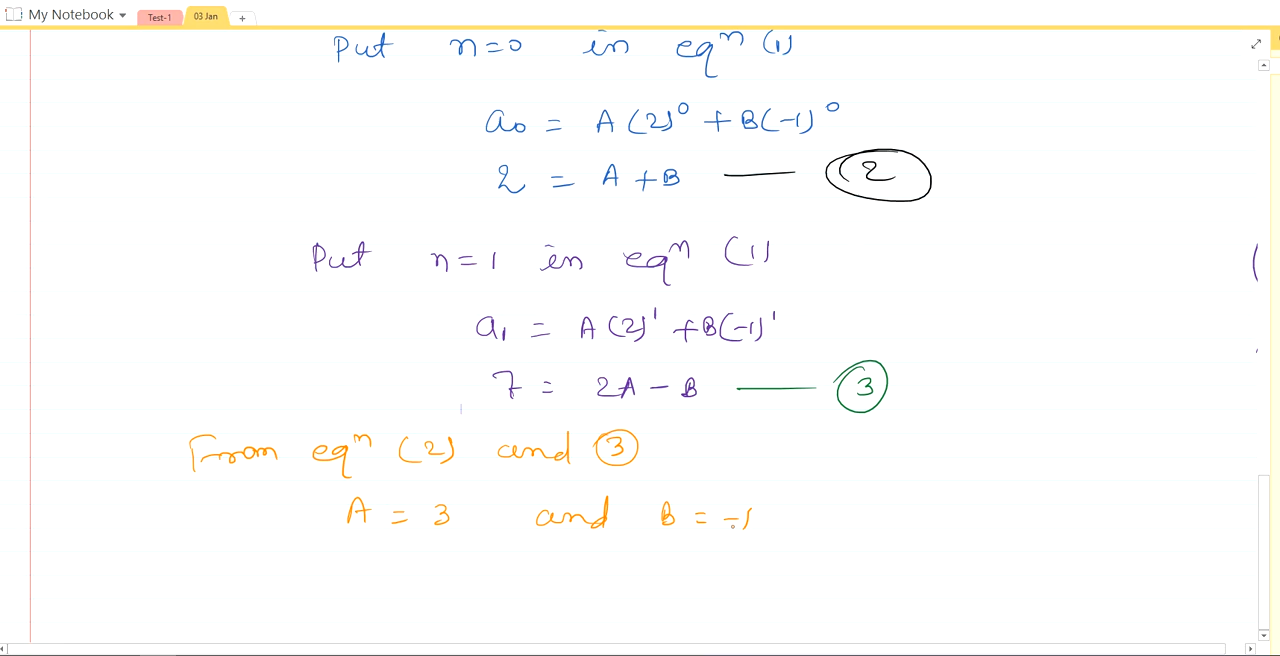 My Notebook
Test-1
03 Jan
+
Put n=0 in eqⁿ (1)
a₀ = A(2)⁰ + B(-1)⁰
2 = A+B —— (2)
Put n=1 in eqⁿ (1)
a₁ = A(2)¹ + B(-1)¹
7 = 2A - B —— (3)
From eqⁿ (2) and (3)
A = 3 and B = -1